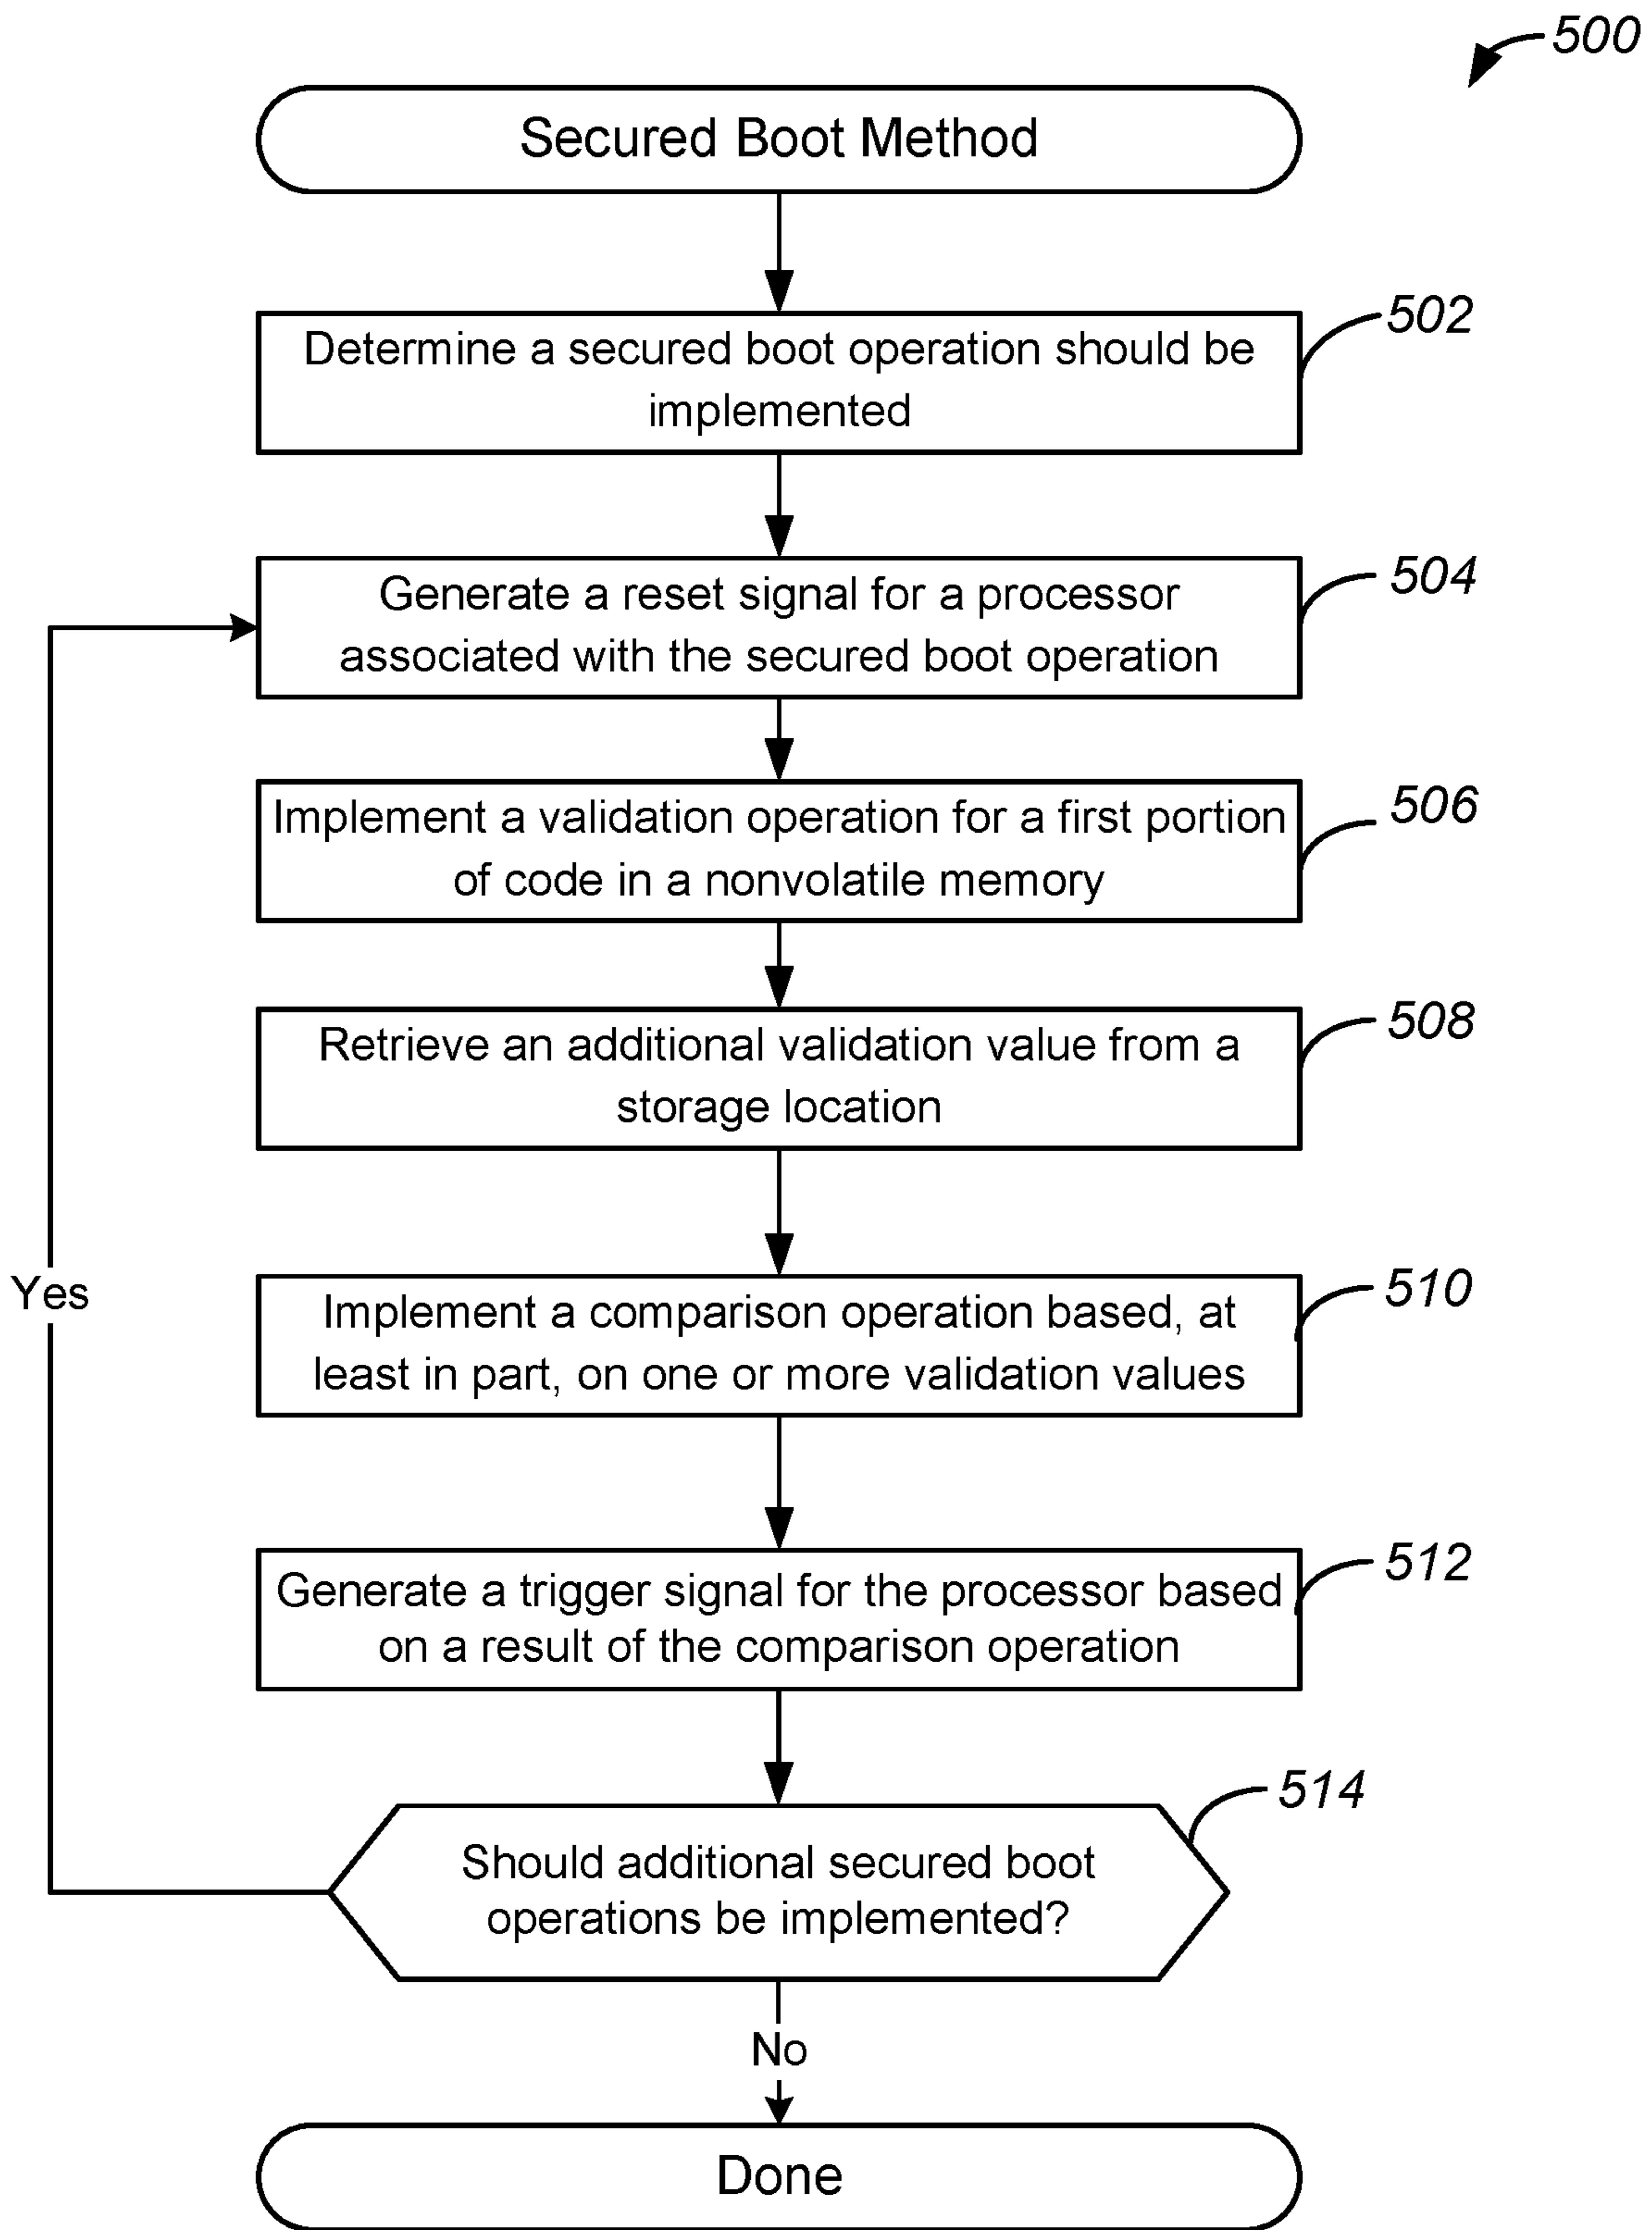 500
Secured Boot Method
502
Determine a secured boot operation should be
implemented
504
Generate a reset signal for a processor
associated with the secured boot operation
506
Implement a validation operation for a first portion
of code in a nonvolatile memory
508
Retrieve an additional validation value from a
storage location
510
Yes
Implement a comparison operation based, at
least in part, on one or more validation values
512
Generate a trigger signal for the processor based
on a result of the comparison operation
514
Should additional secured boot
operations be implemented?
No
Done